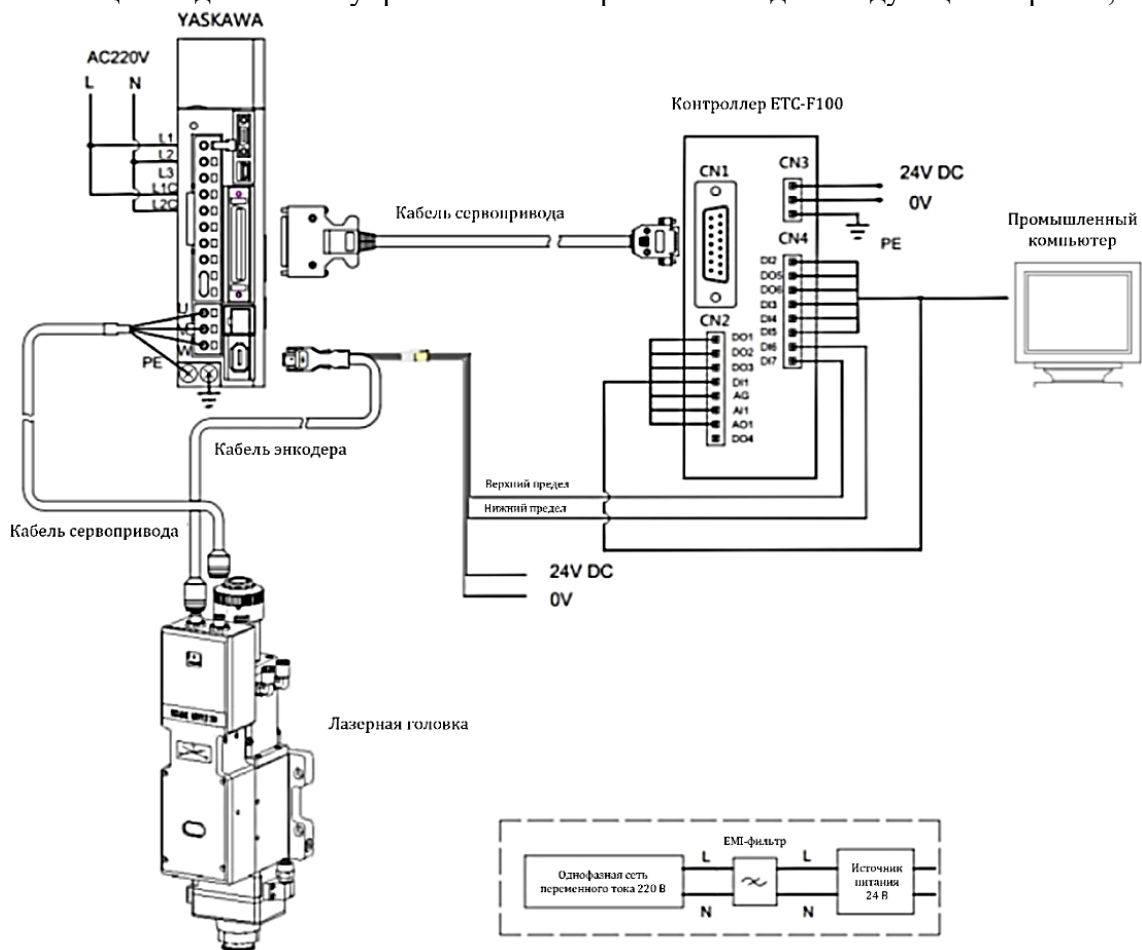 YASKAWA
AC220V
L N
L1
L2
L3
L1C
L2C
U
V
W
PE
Кабель сервопривода
Контроллер ETC-F100
CN1
CN3
24V DC
0V
PE
CN4
DI2
DO5
DO6
DI3
DI4
DI5
DI6
DI7
CN2
DO1
DO2
DO3
DI1
AG
AI1
AO1
DO4
Промышленный
компьютер
Кабель энкодера
Верхний предел
Нижний предел
Кабель сервопривода
24V DC
0V
Лазерная головка
EMI-фильтр
Однофазная сеть
переменного тока 220 В
L
N
L
N
Источник
питания
24 В